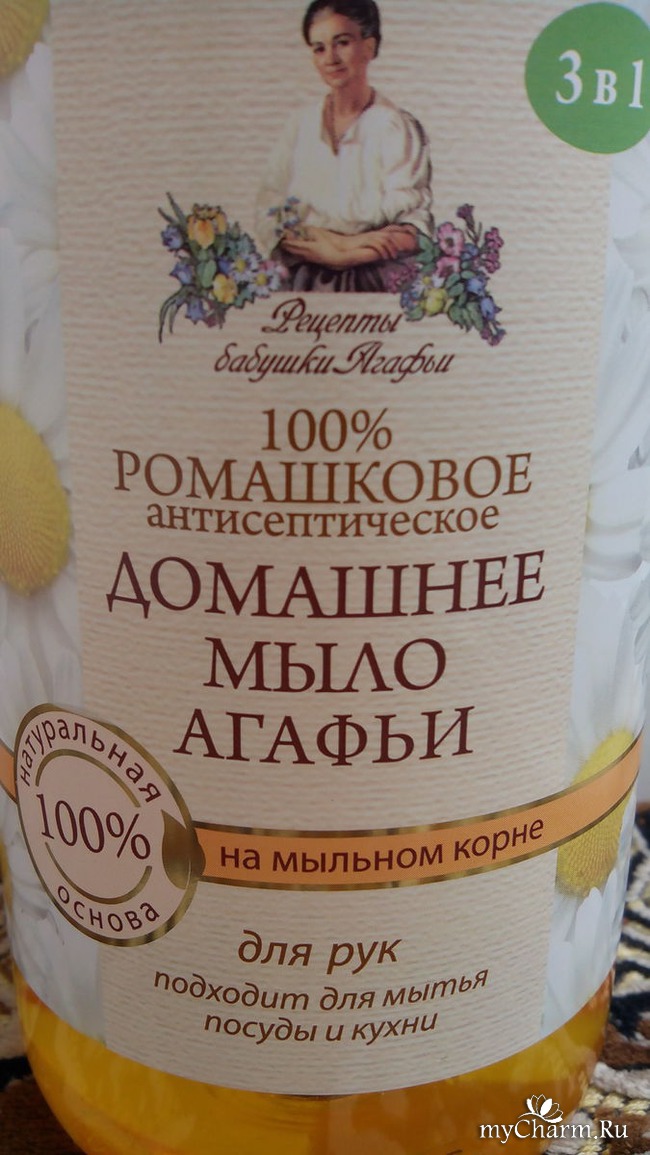 3 в 1
Рецепты
бабушки Агафьи
100%
РОМАШКОВОЕ
антисептическое
ДОМАШНЕЕ
МЫЛО
АГАФЬИ
натуральная
100%
основа
на мыльном корне
для рук
подходит для мытья
посуды и кухни
myCharm.Ru